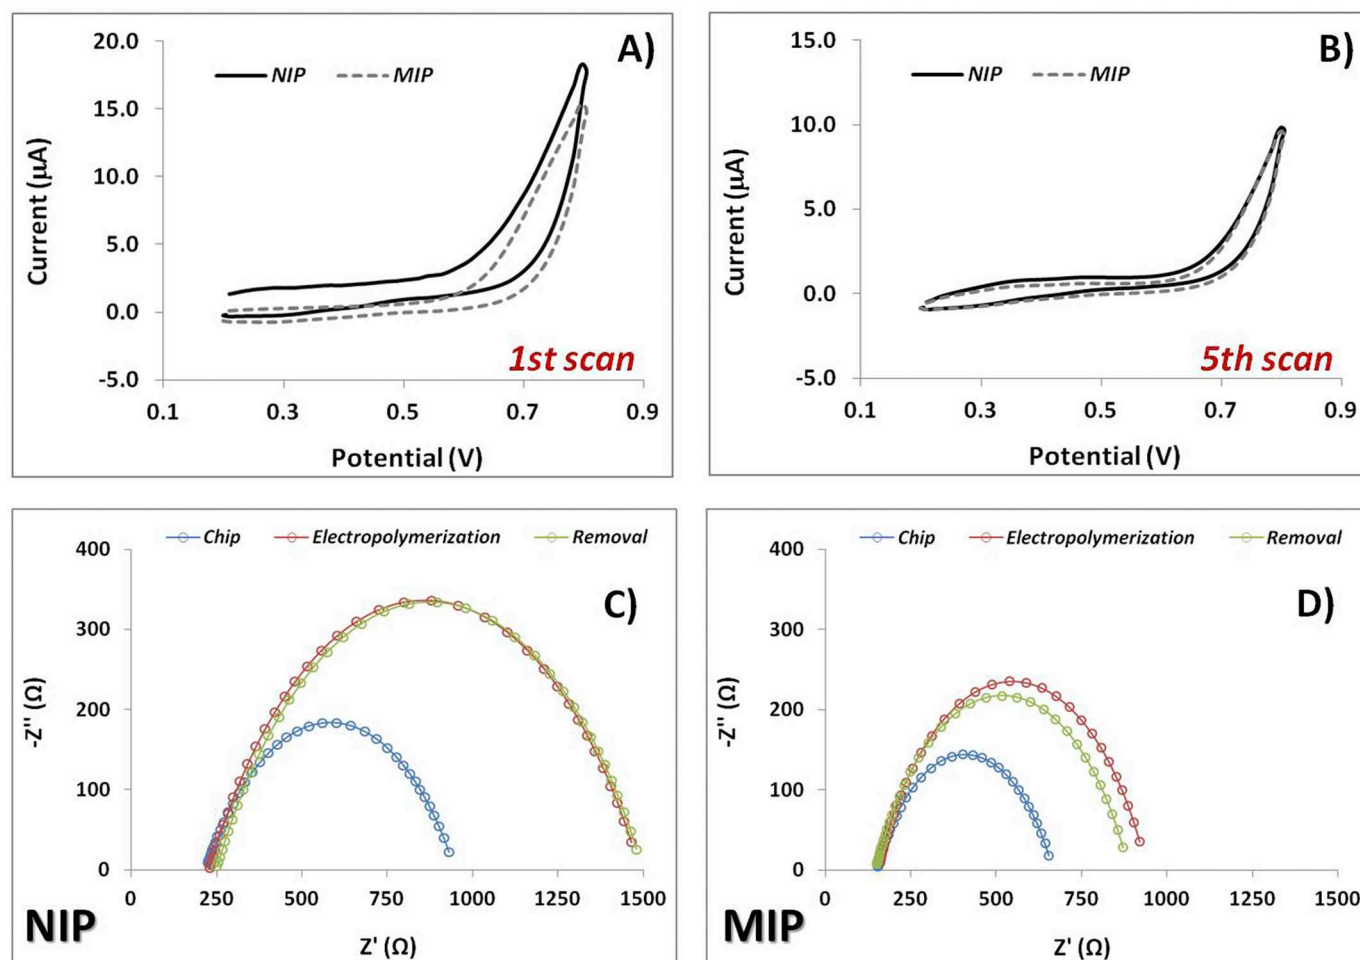 A)
20.0
15.0
10.0
5.0
0.0
-5.0
NIP MIP
Current (µA)
1st scan
0.1 0.3 0.5 0.7 0.9
Potential (V)
B)
15.0
10.0
5.0
0.0
-5.0
NIP MIP
Current (µA)
5th scan
0.1 0.3 0.5 0.7 0.9
Potential (V)
Chip Electropolymerization Removal
C)
400
300
200
100
0
-Z'' (Ω)
0 250 500 750 1000 1250 1500
NIP
Z' (Ω)
Chip Electropolymerization Removal
D)
400
300
200
100
0
-Z'' (Ω)
0 250 500 750 1000 1250 1500
MIP
Z' (Ω)